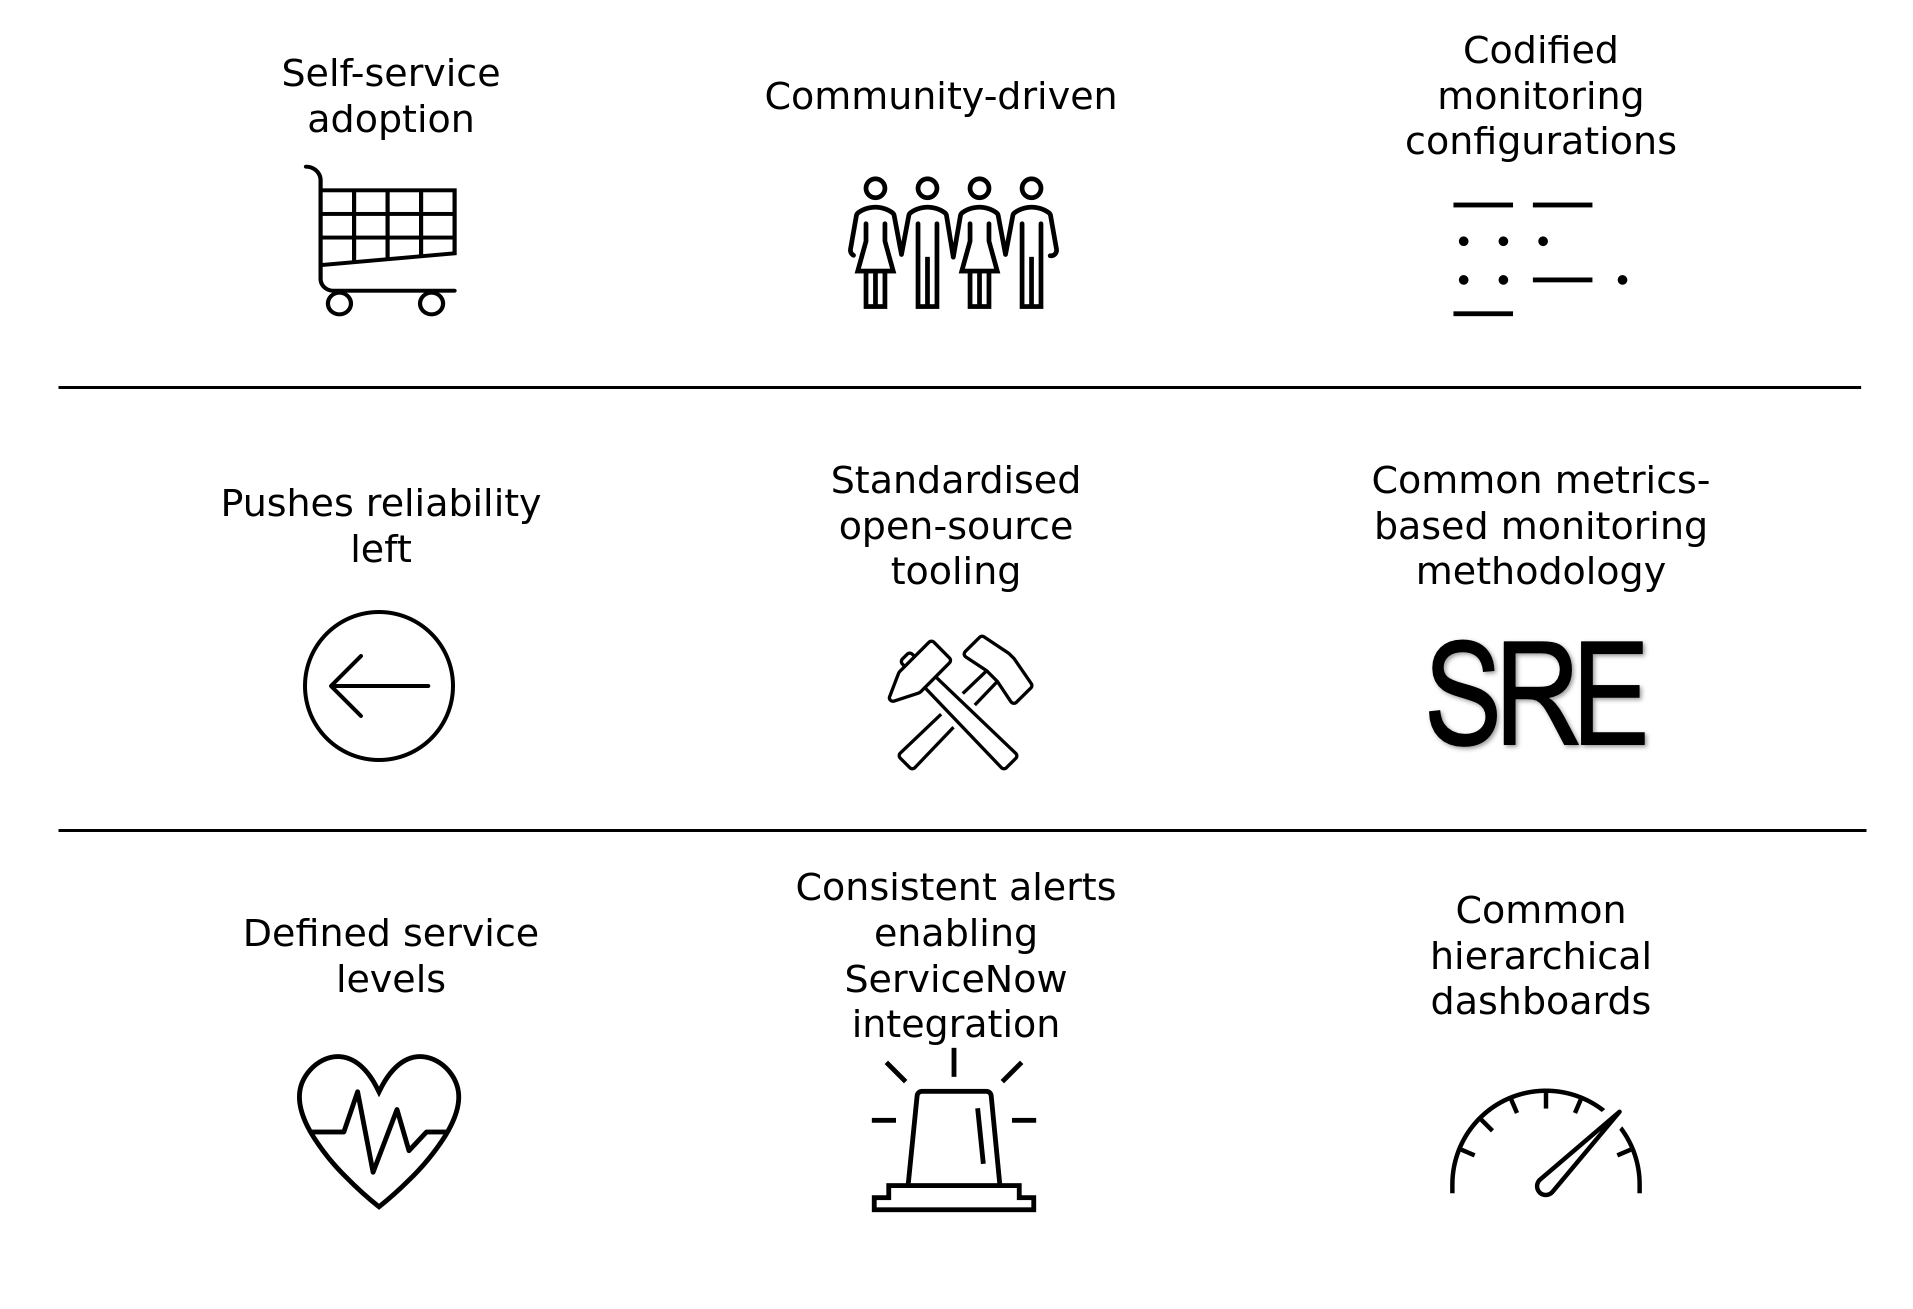 Self-service
adoption
Community-driven
Codified
monitoring
configurations
Pushes reliability
left
Standardised
open-source
tooling
Common metrics-
based monitoring
methodology
SRE
Defined service
levels
Consistent alerts
enabling
ServiceNow
integration
Common
hierarchical
dashboards